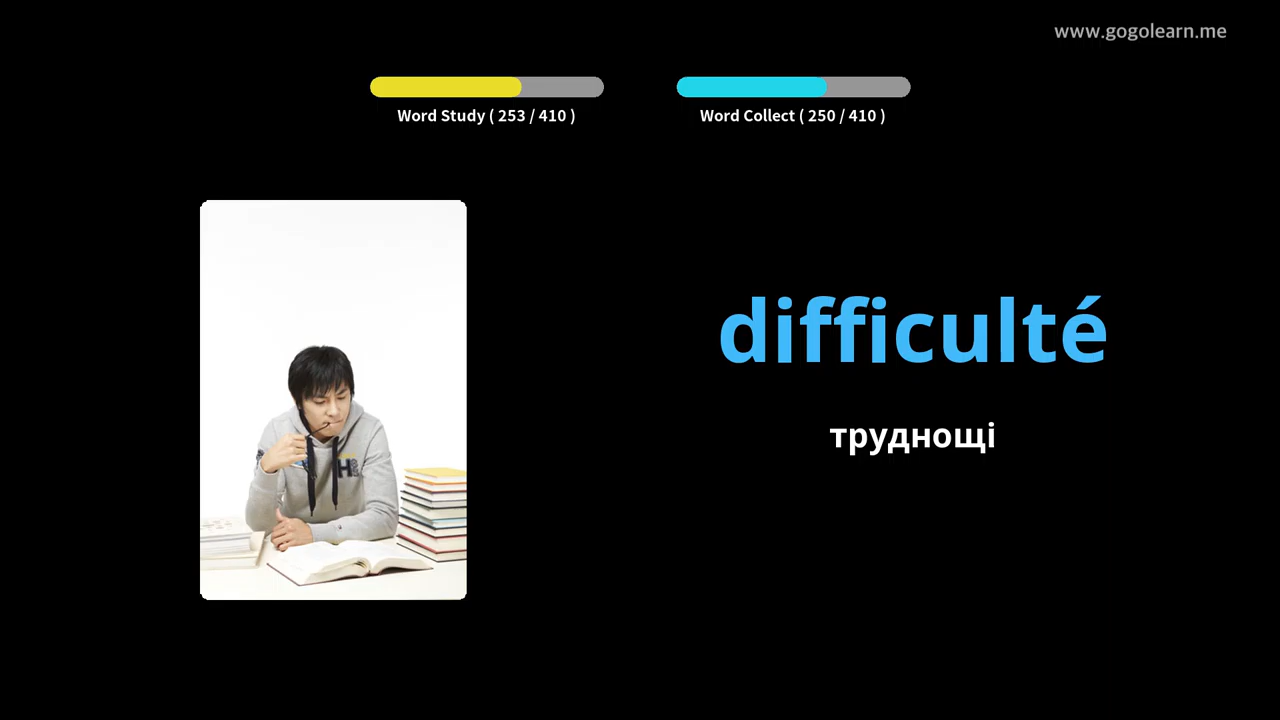 www.gogolearn.me
Word Study ( 253 / 410 )
Word Collect ( 250 / 410 )
difficulté
труднощі
H